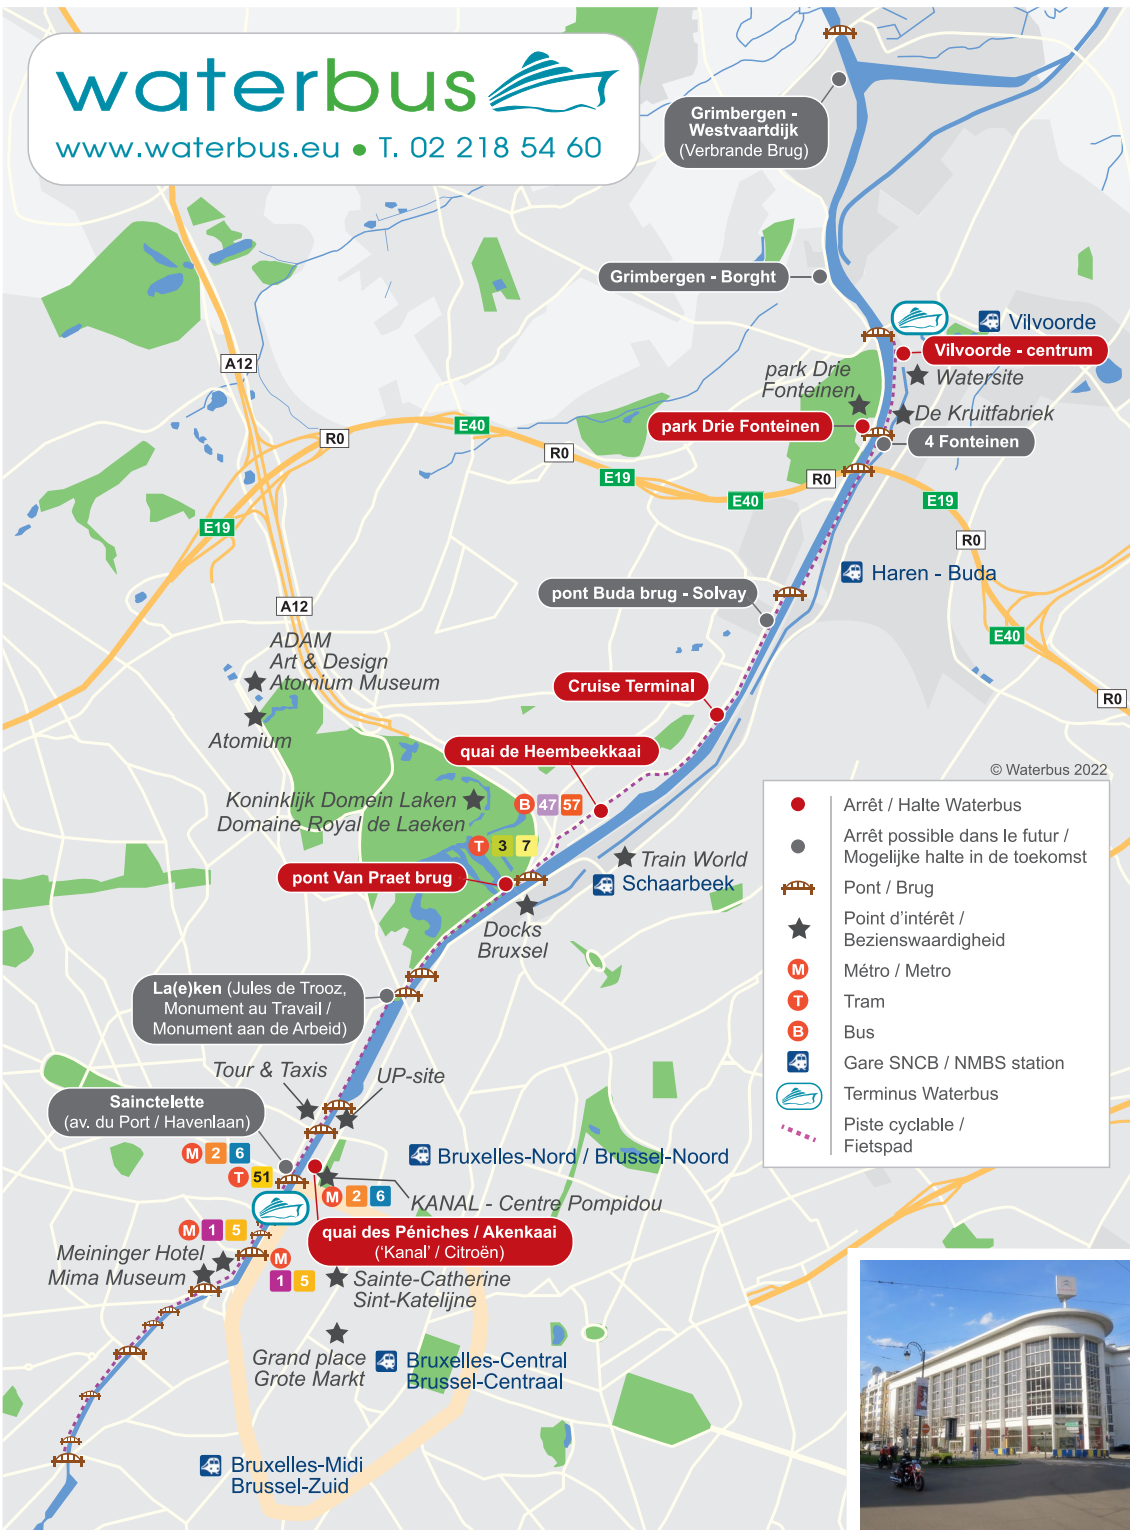 waterbus
www.waterbus.eu • T. 02 218 54 60
Grimbergen -
Westvaartdijk
(Verbrande Brug)
Grimbergen - Borght
Vilvoorde
Vilvoorde - centrum
A12
park Drie
Fonteinen
Watersite
De Kruitfabriek
park Drie Fonteinen
4 Fonteinen
E40
R0
R0
E19
R0
E40
E19
E19
R0
Haren - Buda
pont Buda brug - Solvay
A12
E40
ADAM
Art & Design
Atomium Museum
Cruise Terminal
R0
Atomium
quai de Heembeekkaai
© Waterbus 2022
Koninklijk Domein Laken
Domaine Royal de Laeken
B 47 57
T 3 7
Train World
Schaarbeek
pont Van Praet brug
Docks
Bruxsel
Arrêt / Halte Waterbus
Arrêt possible dans le futur /
Mogelijke halte in de toekomst
Pont / Brug
Point d'intérêt /
Bezienswaardigheid
M Métro / Metro
T Tram
B Bus
Gare SNCB / NMBS station
Terminus Waterbus
Piste cyclable /
Fietspad
La(e)ken (Jules de Trooz,
Monument au Travail /
Monument aan de Arbeid)
Tour & Taxis
UP-site
Sainctelette
(av. du Port / Havenlaan)
M 2 6
T 51
Bruxelles-Nord / Brussel-Noord
KANAL - Centre Pompidou
M 2 6
quai des Péniches / Akenkaai
('Kanal' / Citroën)
M 1 5
Meininger Hotel
Mima Museum
M
1 5
Sainte-Catherine
Sint-Katelijne
Grand place
Grote Markt
Bruxelles-Central
Brussel-Centraal
Bruxelles-Midi
Brussel-Zuid